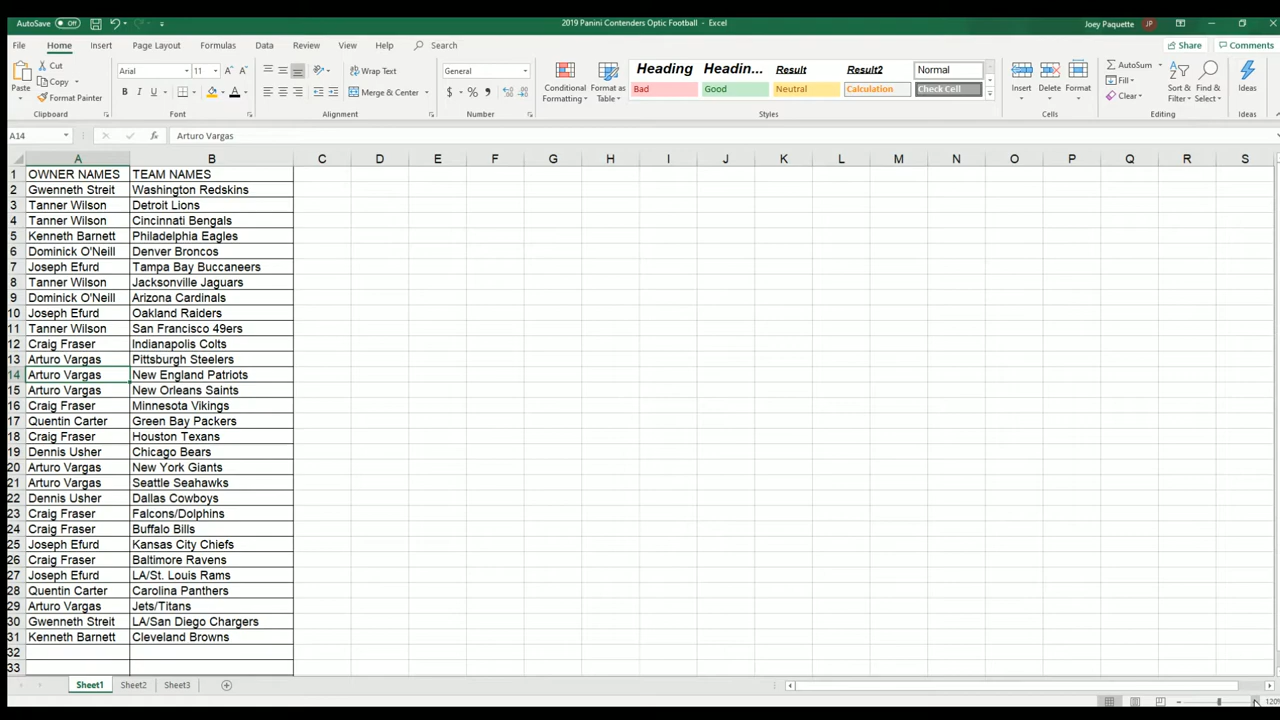 AutoSave Off 2019 Panini Contenders Optic Football - Excel Joey Paquette JP
File Home Insert Page Layout Formulas Data Review View Help Search Share Comments
Paste Cut Copy Format Painter Clipboard
Arial 11 B I U A Font
Wrap Text Merge & Center Alignment
General $ % Number
Conditional Formatting Format as Table
Heading Headin... Result Result2 Normal
Bad Good Neutral Calculation Check Cell
Styles
Insert Delete Format Cells
AutoSum Fill Clear Sort & Filter Find & Select Editing
Ideas Ideas
A14 fx Arturo Vargas
A B C D E F G H I J K L M N O P Q R S
1 OWNER NAMES TEAM NAMES
2 Gwenneth Streit Washington Redskins
3 Tanner Wilson Detroit Lions
4 Tanner Wilson Cincinnati Bengals
5 Kenneth Barnett Philadelphia Eagles
6 Dominick O'Neill Denver Broncos
7 Joseph Efurd Tampa Bay Buccaneers
8 Tanner Wilson Jacksonville Jaguars
9 Dominick O'Neill Arizona Cardinals
10 Joseph Efurd Oakland Raiders
11 Tanner Wilson San Francisco 49ers
12 Craig Fraser Indianapolis Colts
13 Arturo Vargas Pittsburgh Steelers
14 Arturo Vargas New England Patriots
15 Arturo Vargas New Orleans Saints
16 Craig Fraser Minnesota Vikings
17 Quentin Carter Green Bay Packers
18 Craig Fraser Houston Texans
19 Dennis Usher Chicago Bears
20 Arturo Vargas New York Giants
21 Arturo Vargas Seattle Seahawks
22 Dennis Usher Dallas Cowboys
23 Craig Fraser Falcons/Dolphins
24 Craig Fraser Buffalo Bills
25 Joseph Efurd Kansas City Chiefs
26 Craig Fraser Baltimore Ravens
27 Joseph Efurd LA/St. Louis Rams
28 Quentin Carter Carolina Panthers
29 Arturo Vargas Jets/Titans
30 Gwenneth Streit LA/San Diego Chargers
31 Kenneth Barnett Cleveland Browns
32
33
Sheet1 Sheet2 Sheet3
120%